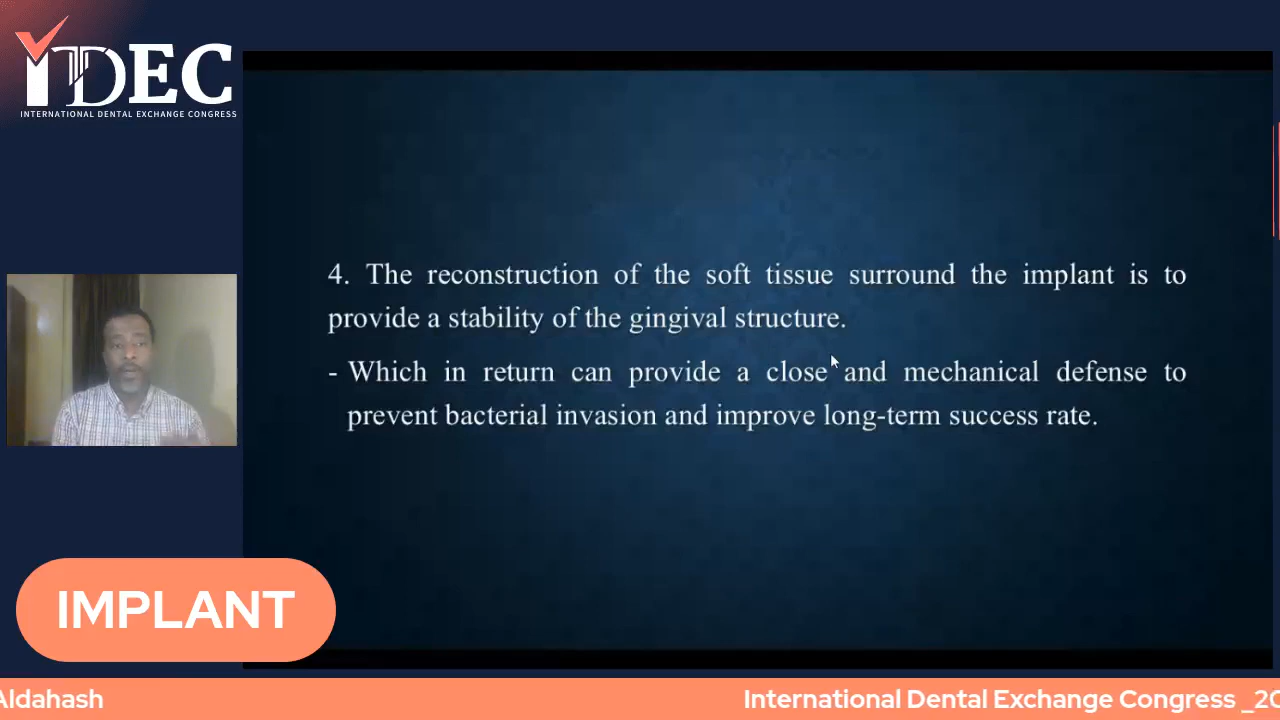 IDEC
INTERNATIONAL DENTAL EXCHANGE CONGRESS
4. The reconstruction of the soft tissue surround the implant is to
provide a stability of the gingival structure.
- Which in return can provide a close and mechanical defense to
prevent bacterial invasion and improve long-term success rate.
IMPLANT
Aldahash
International Dental Exchange Congress _20